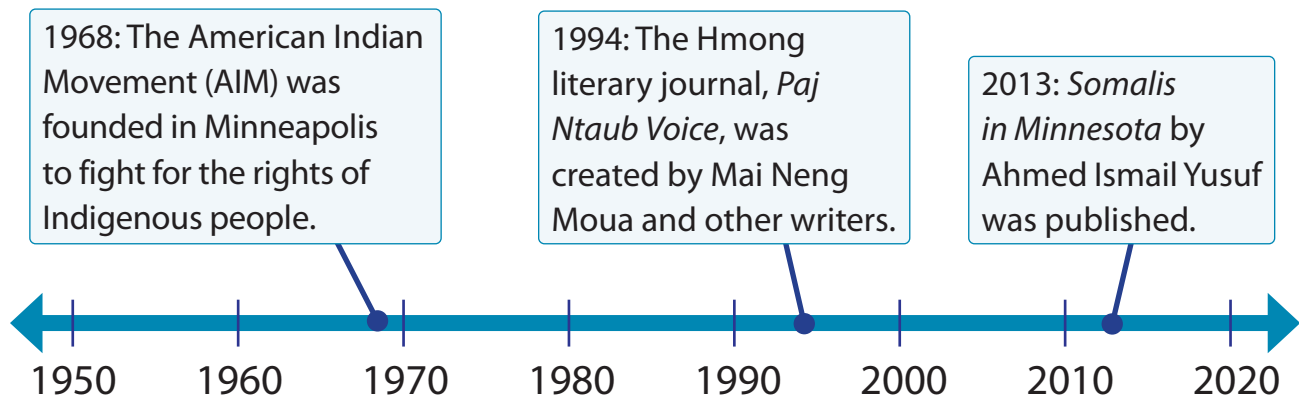 1968: The American Indian
Movement (AIM) was
founded in Minneapolis
to fight for the rights of
Indigenous people.
1994: The Hmong
literary journal, Paj
Ntaub Voice, was
created by Mai Neng
Moua and other writers.
2013: Somalis
in Minnesota by
Ahmed Ismail Yusuf
was published.
1950 1960 1970 1980 1990 2000 2010 2020